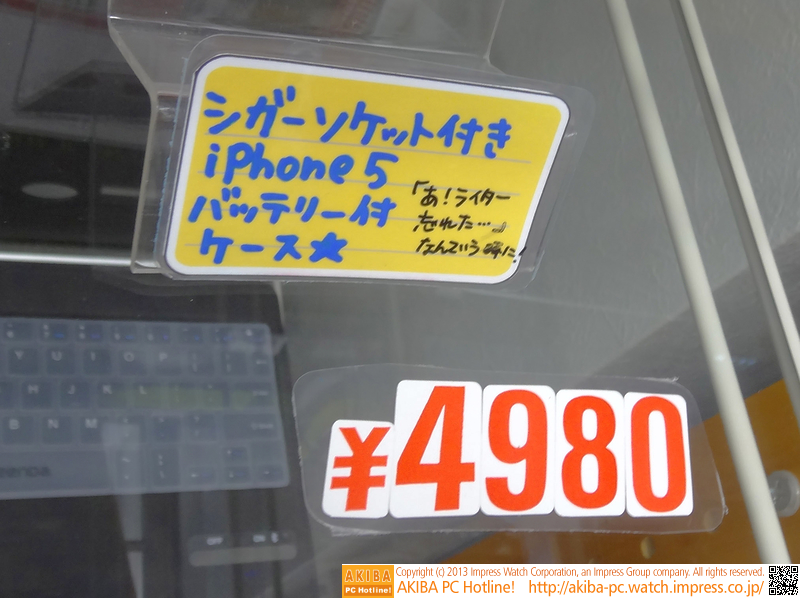 シガーソケット付き
iPhone 5
バッテリー付
ケース★
「あ!ライター
忘れた…」
なんていう時に!
¥4980
Y U I O P
H J K L
B N M
OFF ON
AKIBA
PC Hotline!
Copyright (c) 2013 Impress Watch Corporation, an Impress Group company. All rights reserved.
AKIBA PC Hotline! http://akiba-pc.watch.impress.co.jp/